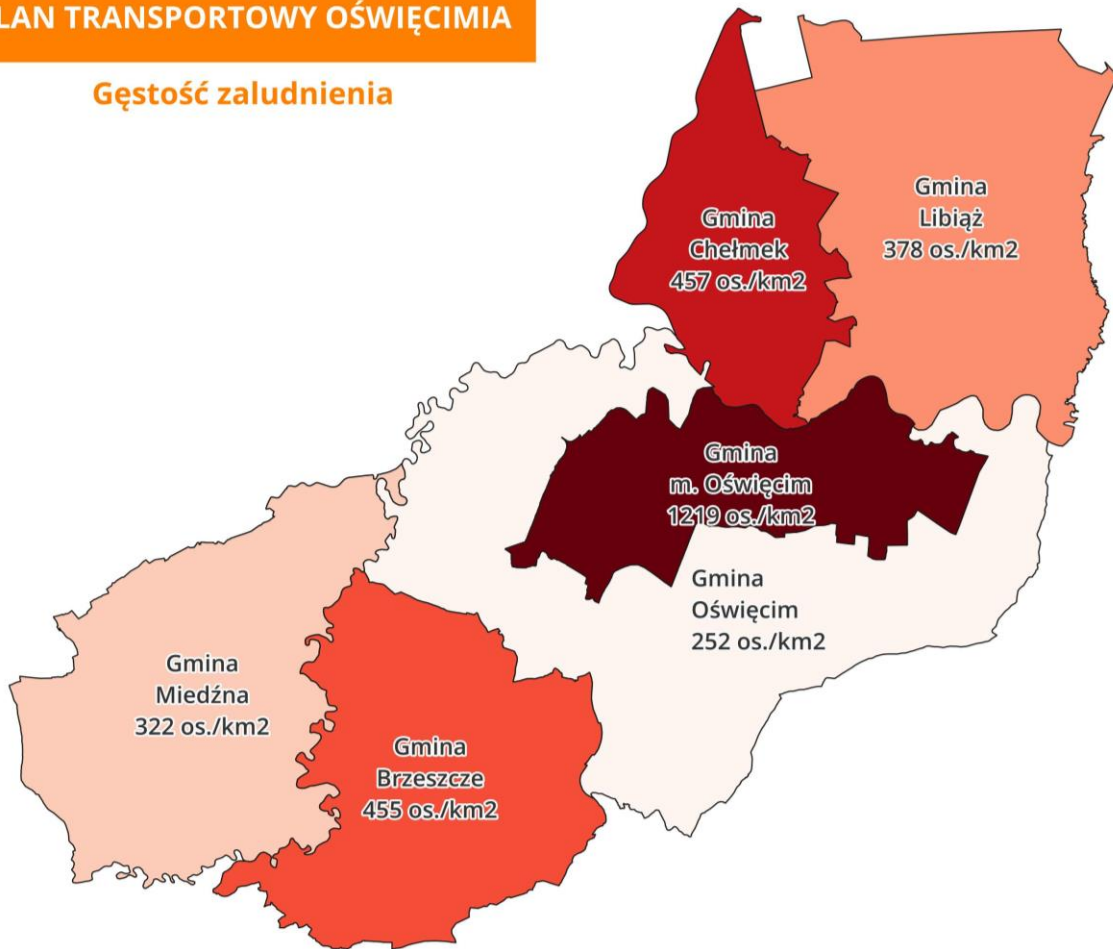 LAN TRANSPORTOWY OŚWIĘCIMIA
Gęstość zaludnienia
Gmina
Libiąż
378 os./km2
Gmina
Chełmek
457 os./km2
Gmina
m. Oświęcim
1219 os./km2
Gmina
Oświęcim
252 os./km2
Gmina
Miedźna
322 os./km2
Gmina
Brzeszcze
455 os./km2